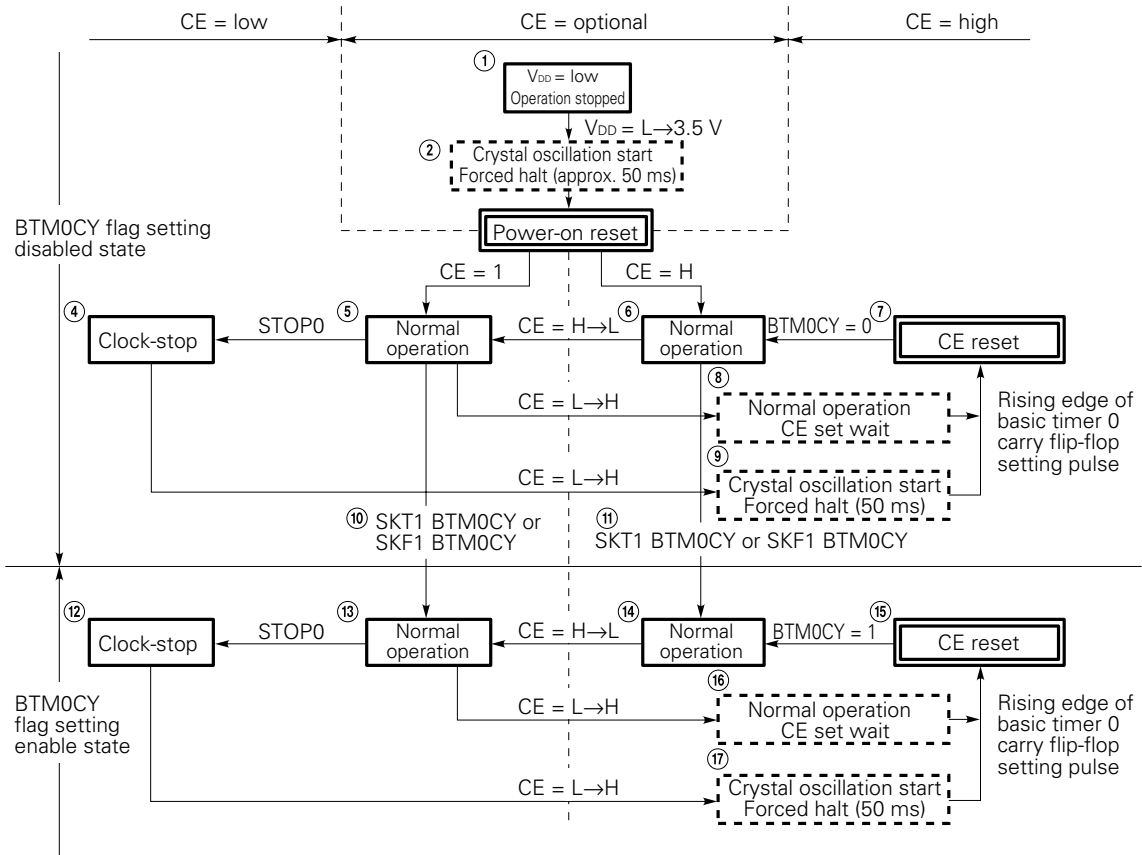 CE = low
CE = optional
CE = high
①
VDD = low
Operation stopped
VDD = L→3.5 V
②
Crystal oscillation start
Forced halt (approx. 50 ms)
BTM0CY flag setting
disabled state
Power-on reset
CE = 1
CE = H
④
Clock-stop
STOP0
⑤
Normal
operation
CE = H→L
⑥
Normal
operation
BTM0CY = 0
⑦
CE reset
CE = L→H
⑧
Normal operation
CE set wait
Rising edge of
basic timer 0
carry flip-flop
setting pulse
CE = L→H
⑨
Crystal oscillation start
Forced halt (50 ms)
⑩ SKT1 BTM0CY or
SKF1 BTM0CY
⑪
SKT1 BTM0CY or SKF1 BTM0CY
⑫
Clock-stop
STOP0
⑬
Normal
operation
CE = H→L
⑭
Normal
operation
BTM0CY = 1
⑮
CE reset
BTM0CY
flag setting
enable state
CE = L→H
⑯
Normal operation
CE set wait
Rising edge of
basic timer 0
carry flip-flop
setting pulse
CE = L→H
⑰
Crystal oscillation start
Forced halt (50 ms)